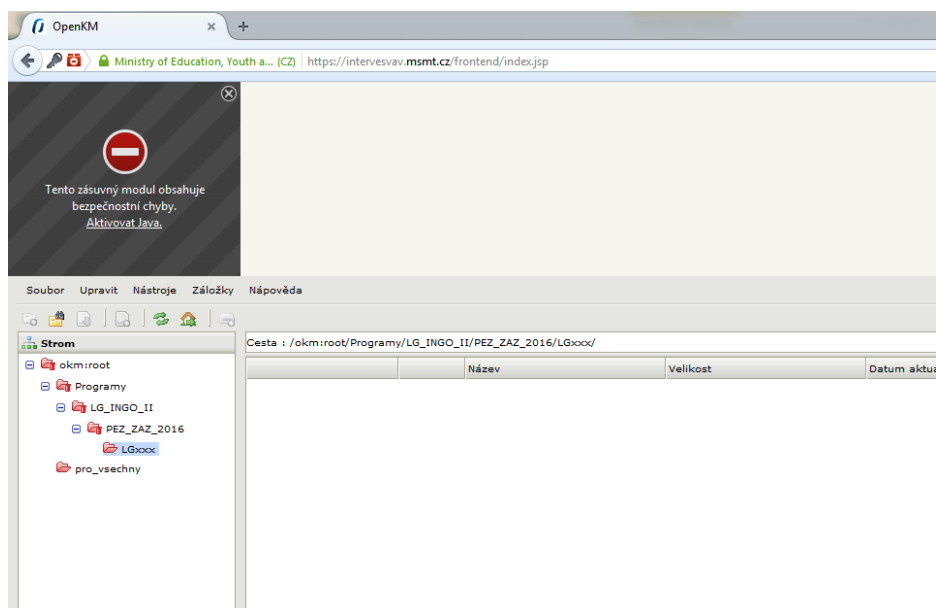 OpenKM
Ministry of Education, Youth a... (CZ) https://intervesvav.msmt.cz/frontend/index.jsp
Tento zásuvný modul obsahuje
bezpečnostní chyby.
Aktivovat Java.
Soubor Upravit Nástroje Záložky Nápověda
Strom
Cesta : /okm:root/Programy/LG_INGO_II/PEZ_ZAZ_2016/LGxxx/
Název Velikost Datum aktua
okm:root
Programy
LG_INGO_II
PEZ_ZAZ_2016
LGxxx
pro_vsechny